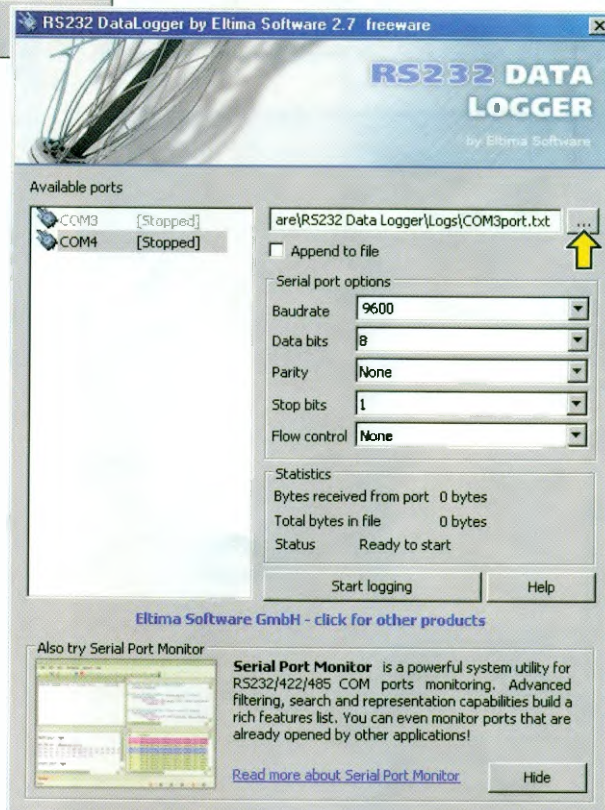 RS232 DataLogger by Eltima Software 2.7 freeware
RS232 DATA
LOGGER
by Eltima Software
Available ports
COM3 [Stopped]
COM4 [Stopped]
are\RS232 Data Logger\Logs\COM3port.txt
...
Append to file
Serial port options
Baudrate 9600
Data bits 8
Parity None
Stop bits 1
Flow control None
Statistics
Bytes received from port 0 bytes
Total bytes in file 0 bytes
Status Ready to start
Start logging Help
Eltima Software GmbH - click for other products
Also try Serial Port Monitor
Serial Port Monitor is a powerful system utility for
RS232/422/485 COM ports monitoring. Advanced
filtering, search and representation capabilities build a
rich features list. You can even monitor ports that are
already opened by other applications!
Read more about Serial Port Monitor Hide